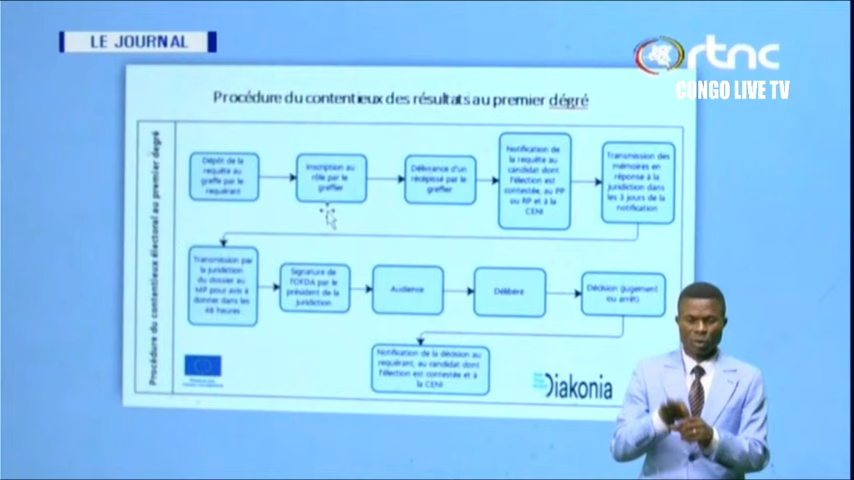 LE JOURNAL
rtnc
CONGO LIVE TV
Procédure du contentieux des résultats au premier dégré
Procédure du contentieux électoral au premier degré
Dépôt de la
requête au
greffe par le
requérant
Inscription au
rôle par le
greffier
Délivrance d'un
récépissé par le
greffier
Notification de
la requête au
candidat dont
l'élection est
contestée, au PP
ou RP et à la
CENI
Transmission des
mémoires en
réponse à la
juridiction dans
les 3 jours de la
notification
Transmission par
la juridiction
du dossier au
MP pour avis à
donner dans les
48 heures
Signature de
l'OFDA par le
président de la
juridiction
Audience
Délibéré
Décision (jugement
ou arrêt)
Notification de la décision au
requérant, au candidat dont
l'élection est contestée et à
la CENI
Diakonia